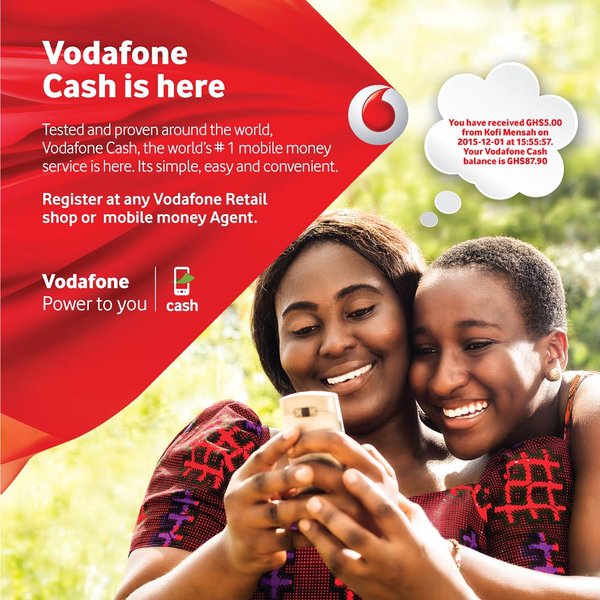 Vodafone
Cash is here
Tested and proven around the world,
Vodafone Cash, the world's # 1 mobile money
service is here. Its simple, easy and convenient.
Register at any Vodafone Retail
shop or mobile money Agent.
Vodafone
Power to you
cash
You have received GHS5.00
from Kofi Mensah on
2015-12-01 at 15:55:57.
Your Vodafone Cash
balance is GHS87.90